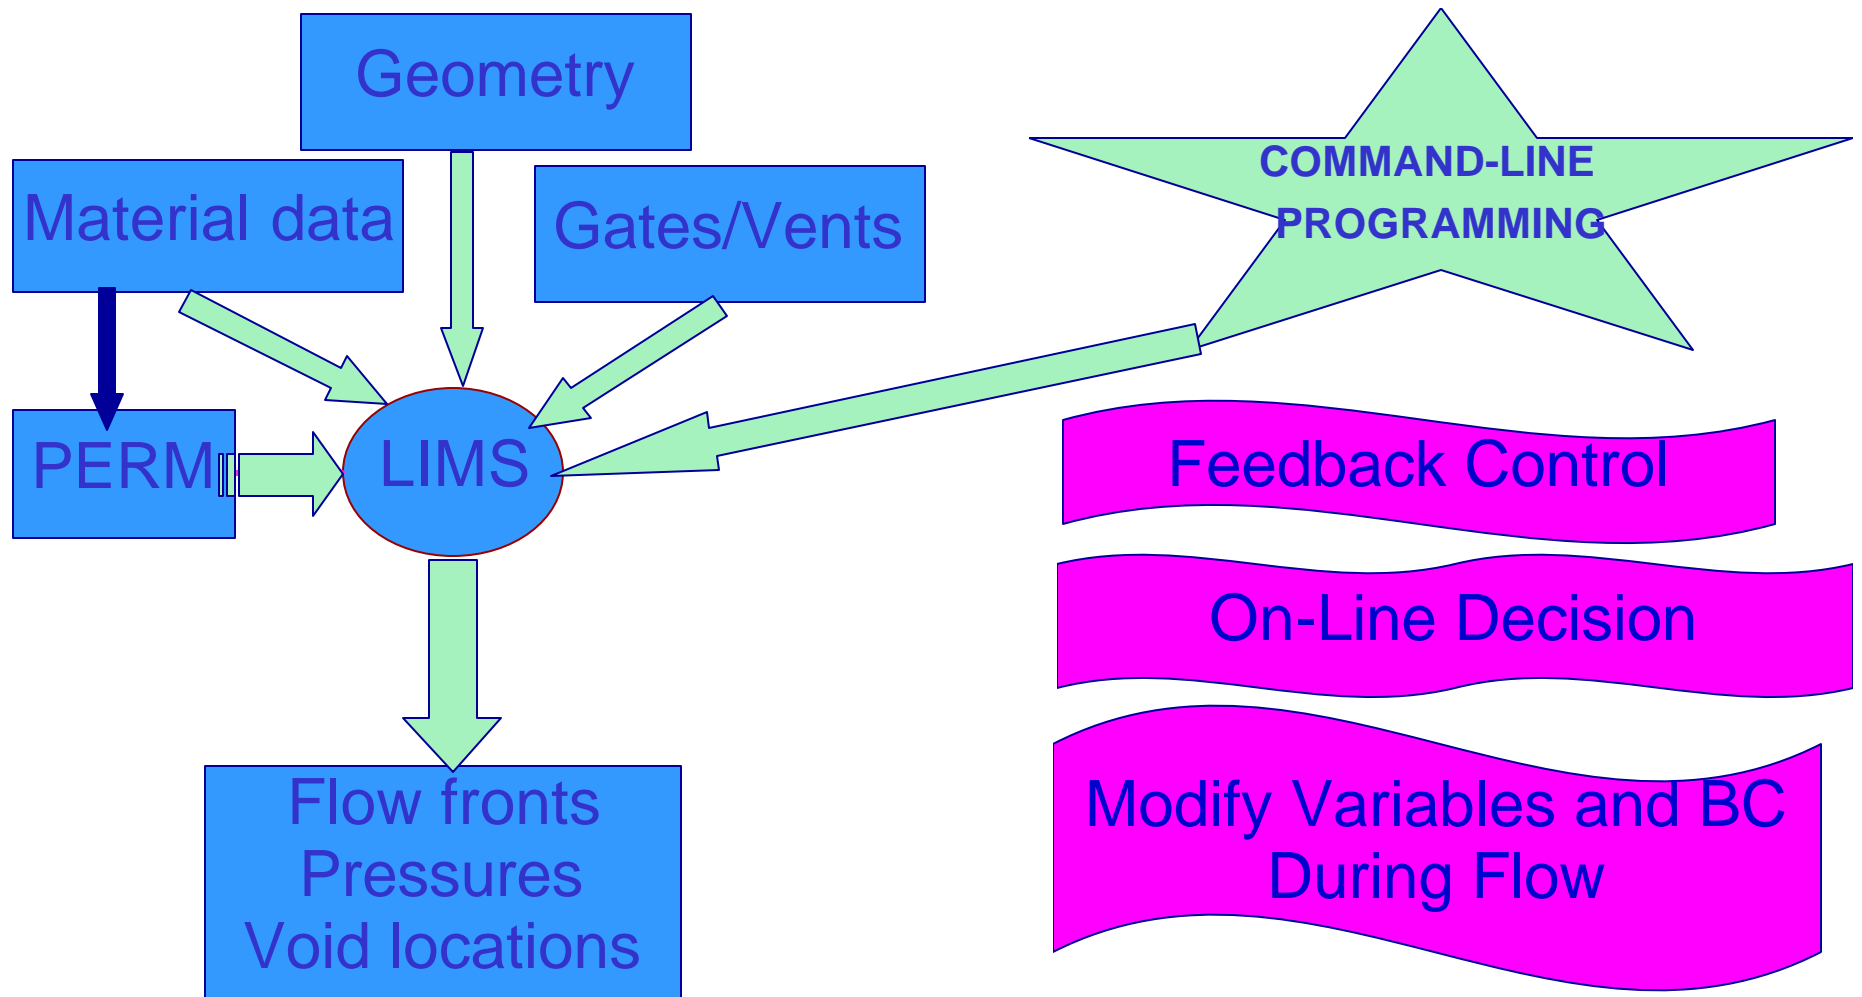 Geometry
Material data
Gates/Vents
COMMAND-LINE
PROGRAMMING
PERM
LIMS
Feedback Control
On-Line Decision
Modify Variables and BC
During Flow
Flow fronts
Pressures
Void locations